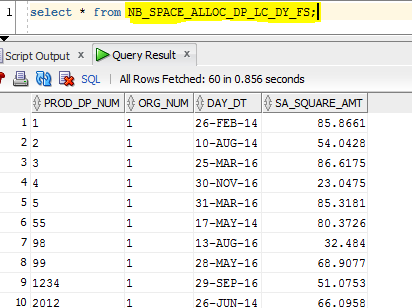 1 select * from NB_SPACE_ALLOC_DP_LC_DY_FS;
Script Output × Query Result ×
SQL | All Rows Fetched: 60 in 0.856 seconds
PROD_DP_NUM ORG_NUM DAY_DT SA_SQUARE_AMT
1 1 1 26-FEB-14 85.8661
2 2 1 10-AUG-14 54.0428
3 3 1 25-MAR-16 86.6175
4 4 1 30-NOV-16 23.0475
5 5 1 31-MAR-16 85.3181
6 55 1 17-MAY-14 80.3726
7 98 1 13-AUG-16 32.484
8 99 1 28-MAY-16 68.9077
9 1234 1 29-SEP-16 51.0753
10 2012 1 26-JUN-14 66.0958